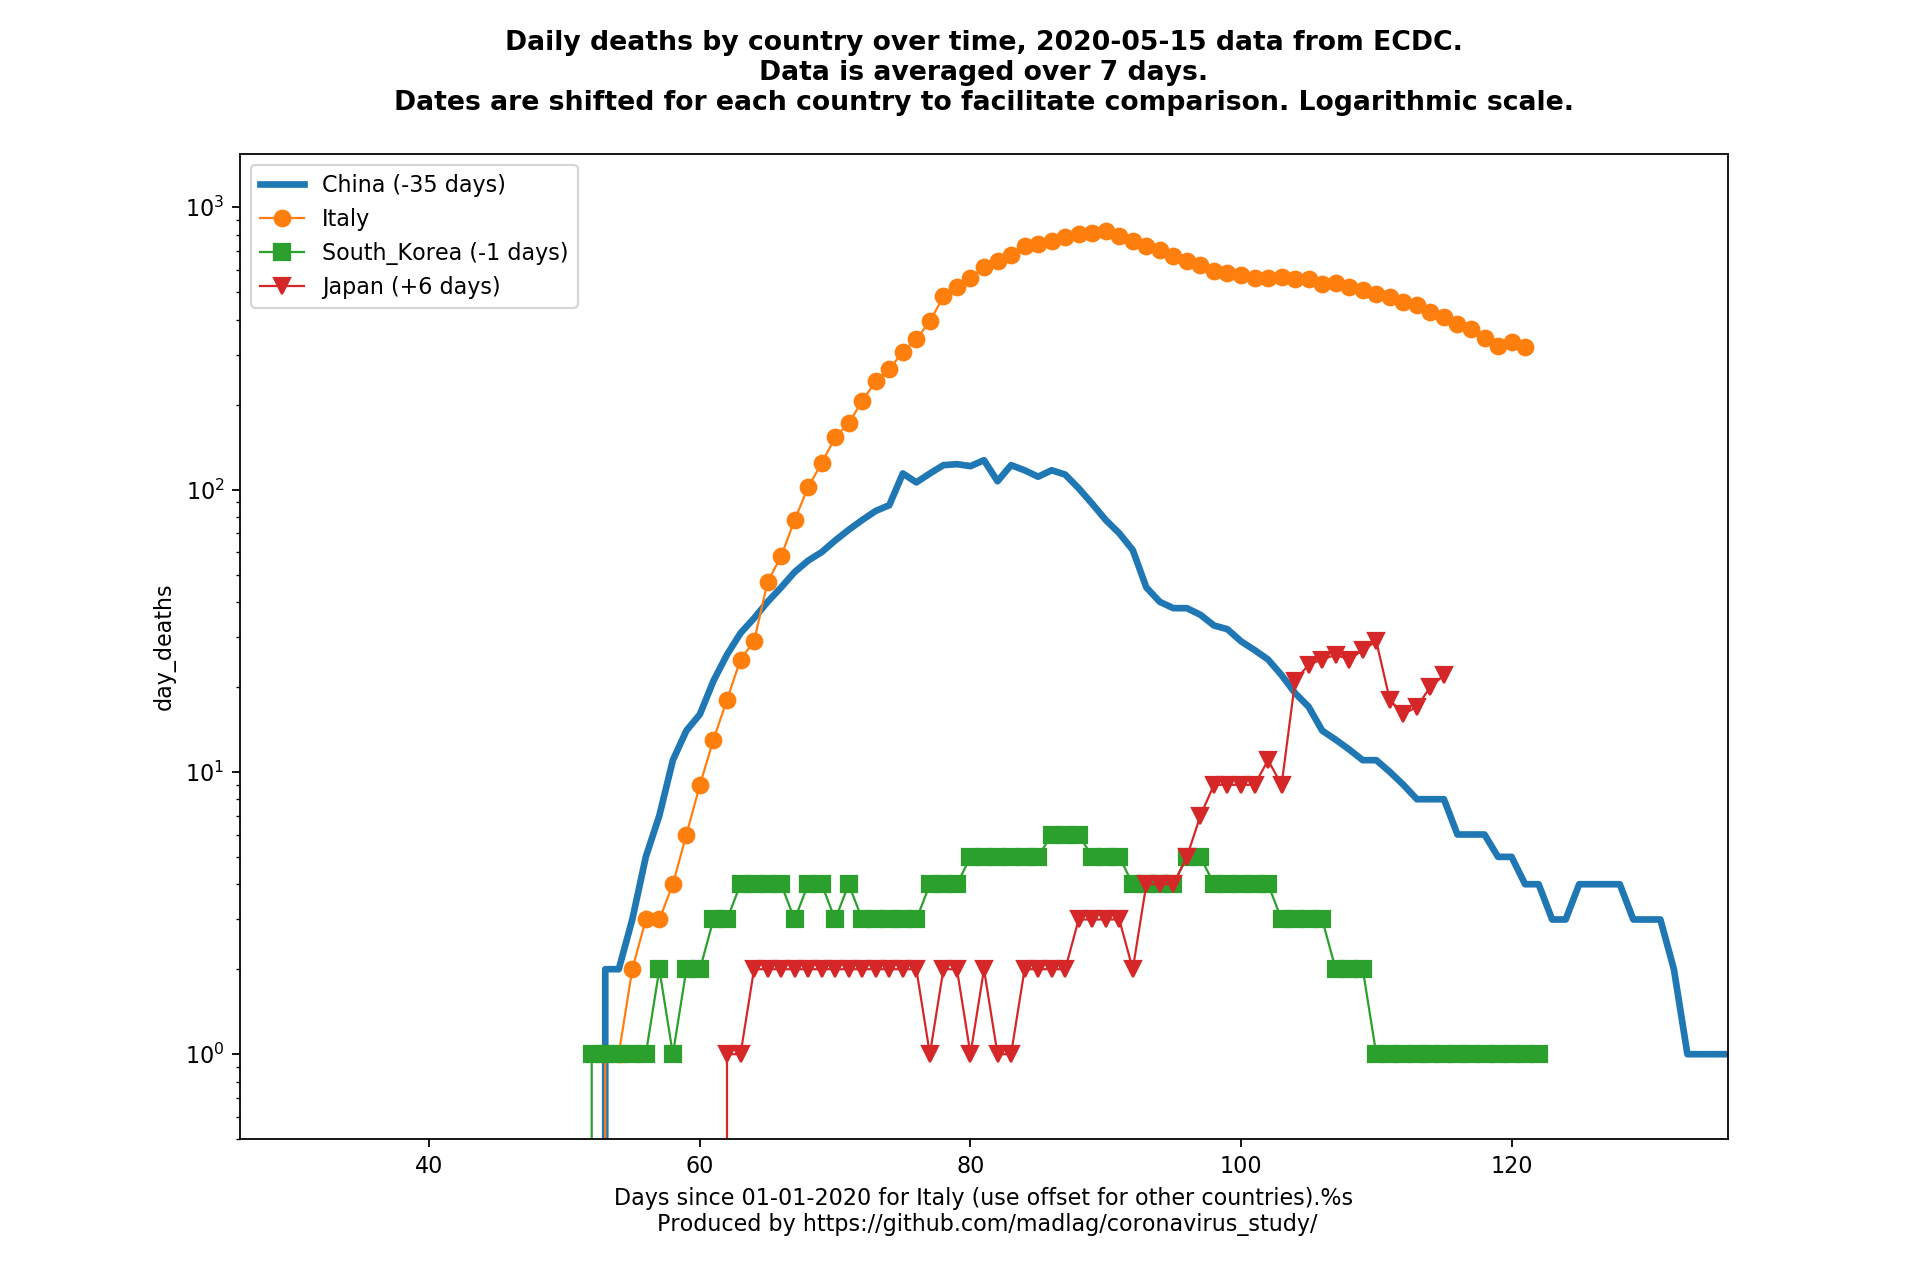 Daily deaths by country over time, 2020-05-15 data from ECDC.
Data is averaged over 7 days.
Dates are shifted for each country to facilitate comparison. Logarithmic scale.
China (-35 days)
Italy
South_Korea (-1 days)
Japan (+6 days)
10³
10²
10¹
10⁰
day_deaths
40 60 80 100 120
Days since 01-01-2020 for Italy (use offset for other countries).%s
Produced by https://github.com/madlag/coronavirus_study/